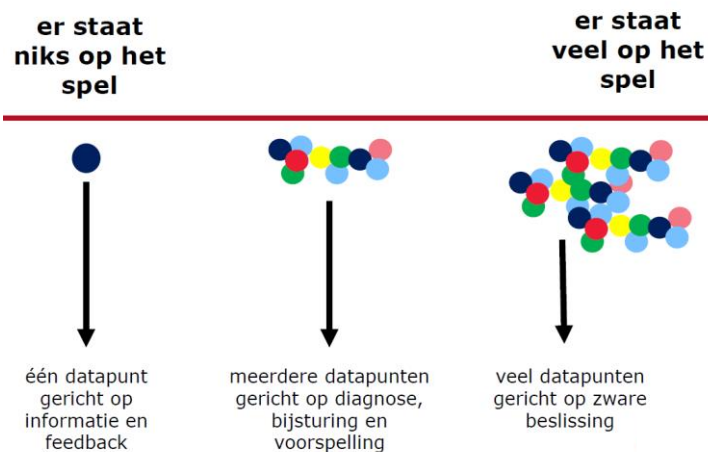 er staat
niks op het
spel
er staat
veel op het
spel
één datapunt
gericht op
informatie en
feedback
meerdere datapunten
gericht op diagnose,
bijsturing en
voorspelling
veel datapunten
gericht op zware
beslissing